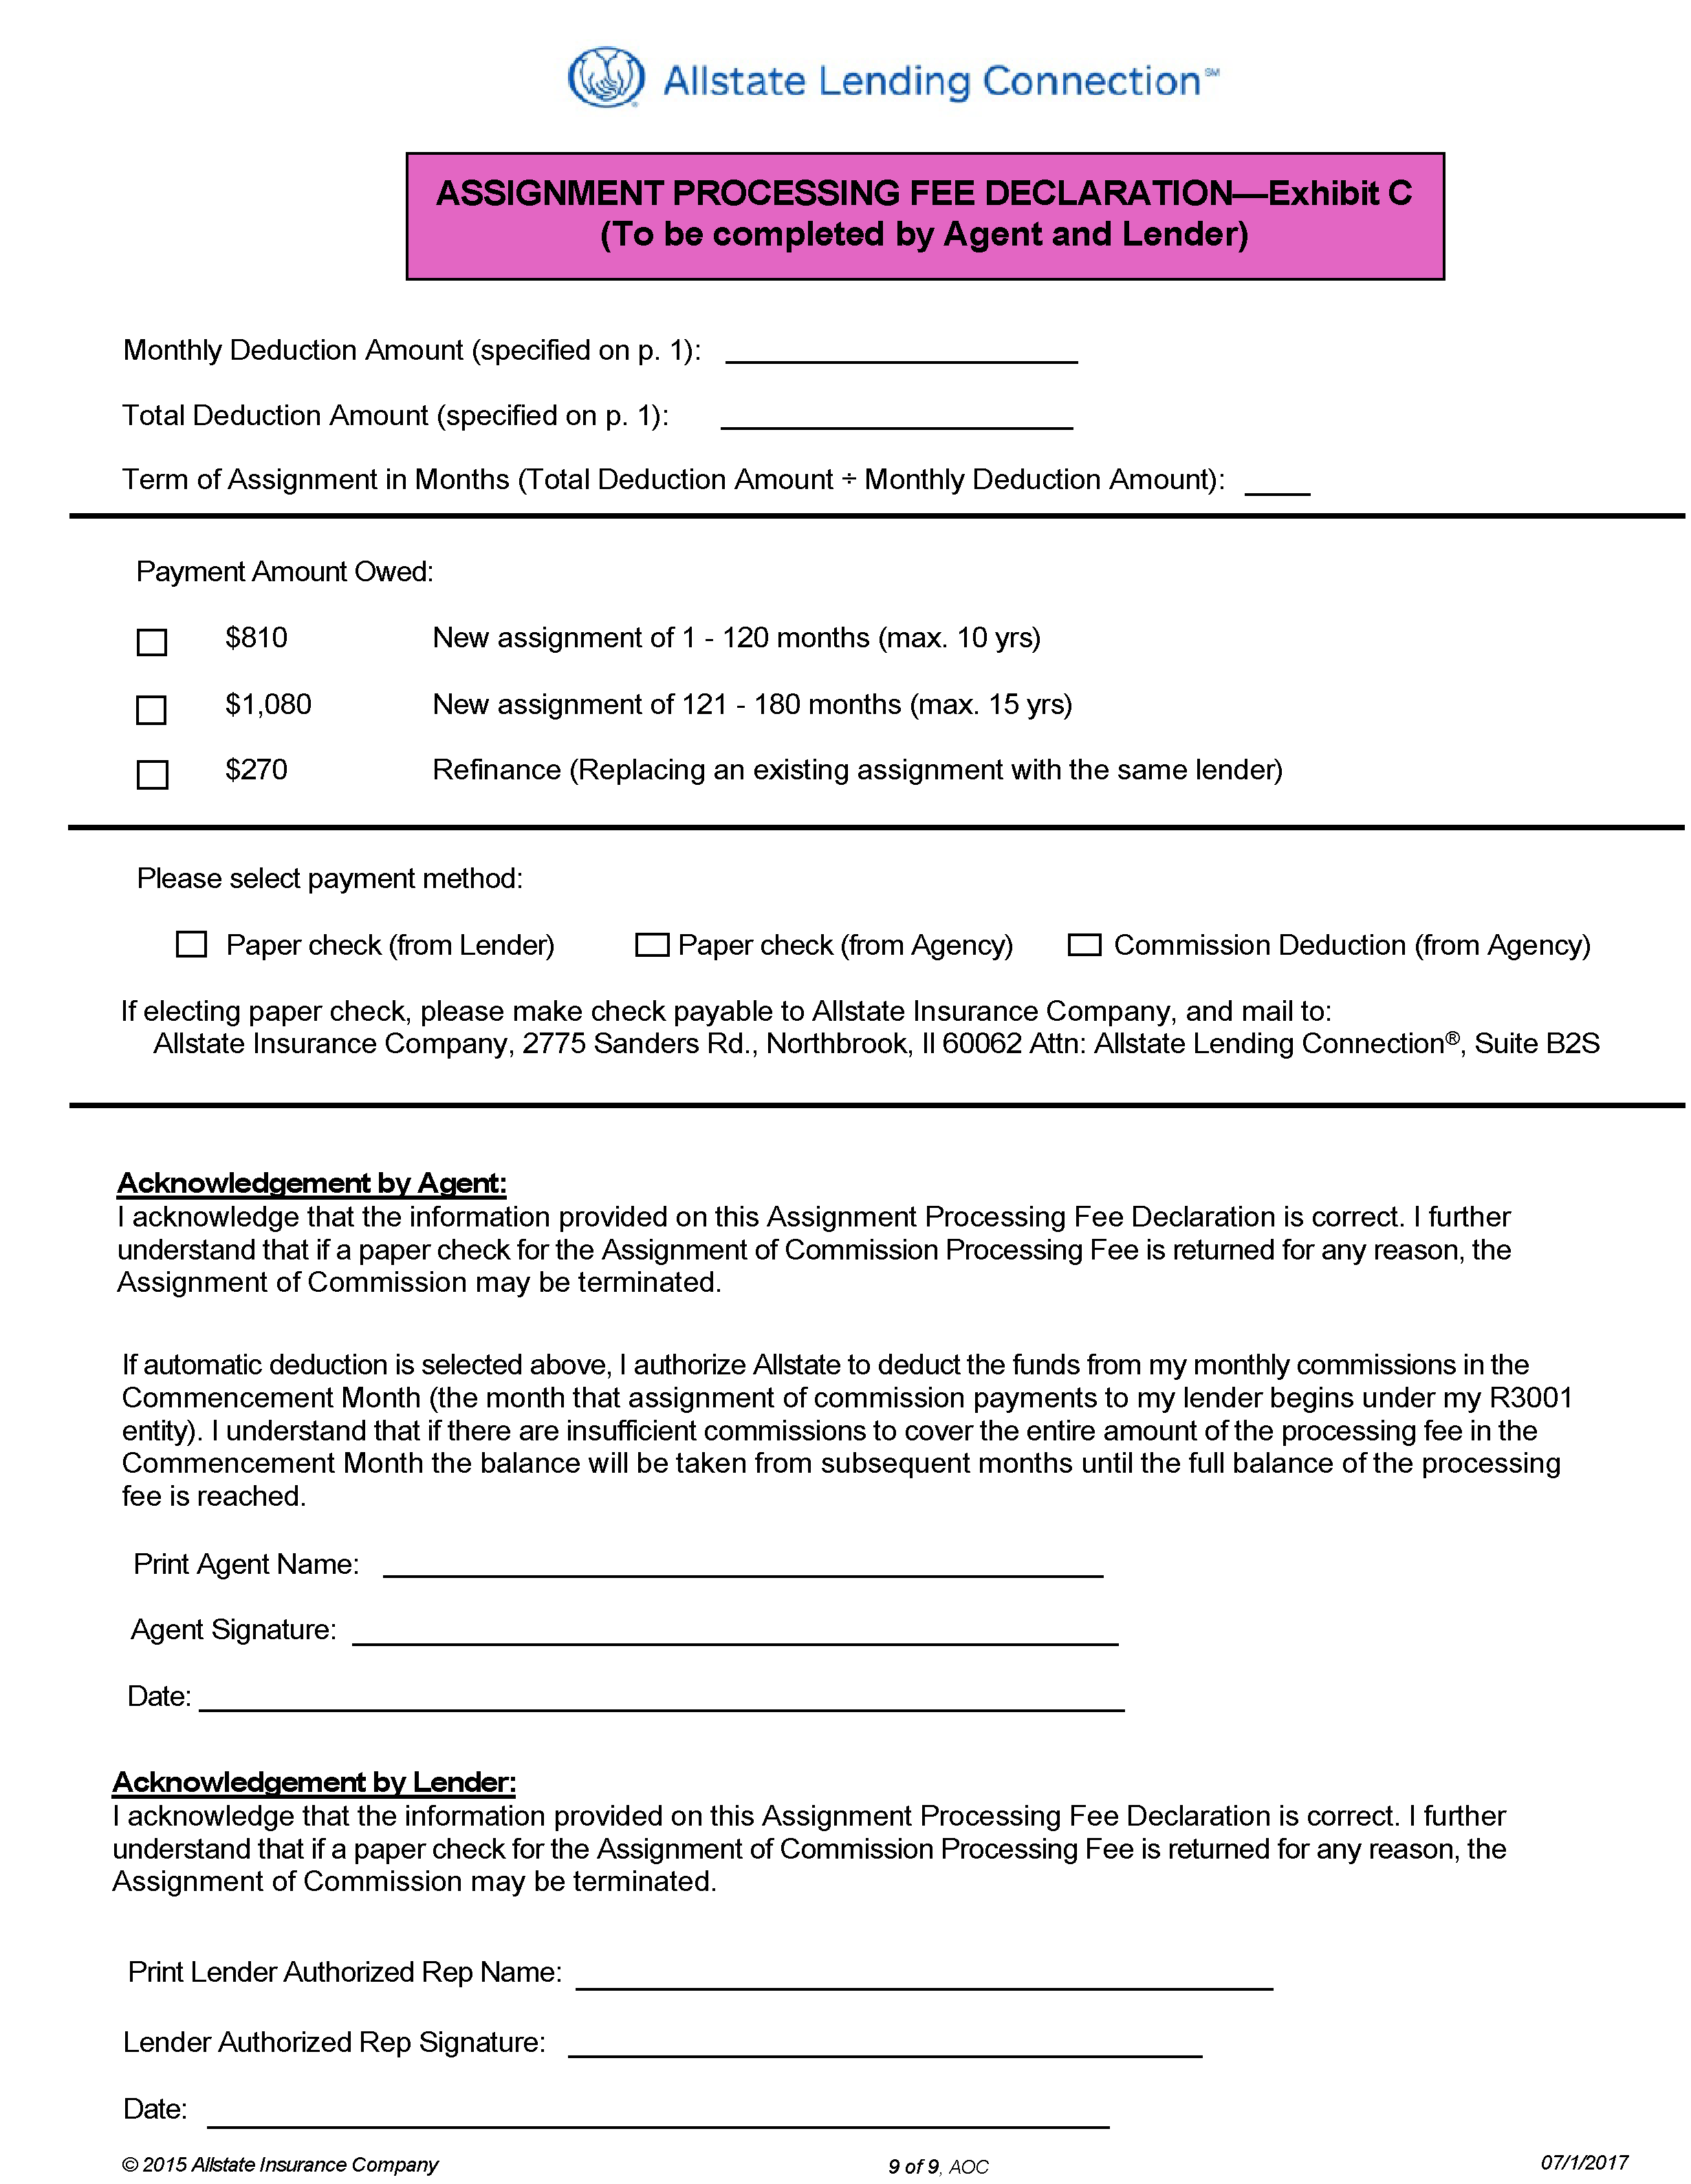 Allstate Lending Connection℠
ASSIGNMENT PROCESSING FEE DECLARATION—Exhibit C
(To be completed by Agent and Lender)
Monthly Deduction Amount (specified on p. 1):
Total Deduction Amount (specified on p. 1):
Term of Assignment in Months (Total Deduction Amount ÷ Monthly Deduction Amount):
Payment Amount Owed:
$810 New assignment of 1 - 120 months (max. 10 yrs)
$1,080 New assignment of 121 - 180 months (max. 15 yrs)
$270 Refinance (Replacing an existing assignment with the same lender)
Please select payment method:
Paper check (from Lender) Paper check (from Agency) Commission Deduction (from Agency)
If electing paper check, please make check payable to Allstate Insurance Company, and mail to:
Allstate Insurance Company, 2775 Sanders Rd., Northbrook, Il 60062 Attn: Allstate Lending Connection®, Suite B2S
Acknowledgement by Agent:
I acknowledge that the information provided on this Assignment Processing Fee Declaration is correct. I further
understand that if a paper check for the Assignment of Commission Processing Fee is returned for any reason, the
Assignment of Commission may be terminated.
If automatic deduction is selected above, I authorize Allstate to deduct the funds from my monthly commissions in the
Commencement Month (the month that assignment of commission payments to my lender begins under my R3001
entity). I understand that if there are insufficient commissions to cover the entire amount of the processing fee in the
Commencement Month the balance will be taken from subsequent months until the full balance of the processing
fee is reached.
Print Agent Name:
Agent Signature:
Date:
Acknowledgement by Lender:
I acknowledge that the information provided on this Assignment Processing Fee Declaration is correct. I further
understand that if a paper check for the Assignment of Commission Processing Fee is returned for any reason, the
Assignment of Commission may be terminated.
Print Lender Authorized Rep Name:
Lender Authorized Rep Signature:
Date:
© 2015 Allstate Insurance Company 9 of 9, AOC 07/1/2017